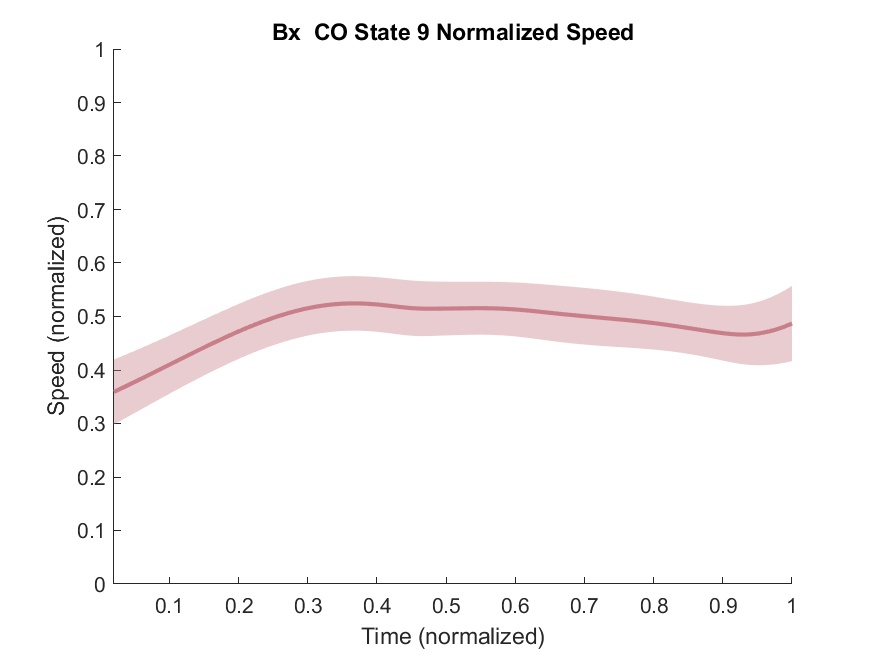 Bx  CO State 9 Normalized Speed
1
0.9
0.8
0.7
0.6
0.5
0.4
0.3
0.2
0.1
0
Speed (normalized)
0.1 0.2 0.3 0.4 0.5 0.6 0.7 0.8 0.9 1
Time (normalized)